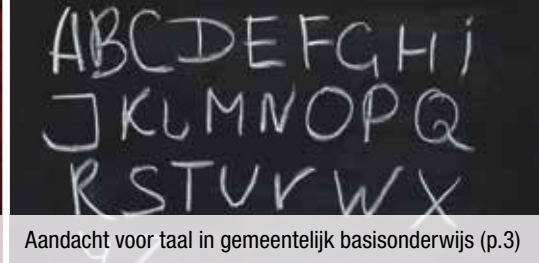 ABCDEFGHi
JKLMNOPQ
RSTUVWX
Aandacht voor taal in gemeentelijk basisonderwijs (p.3)